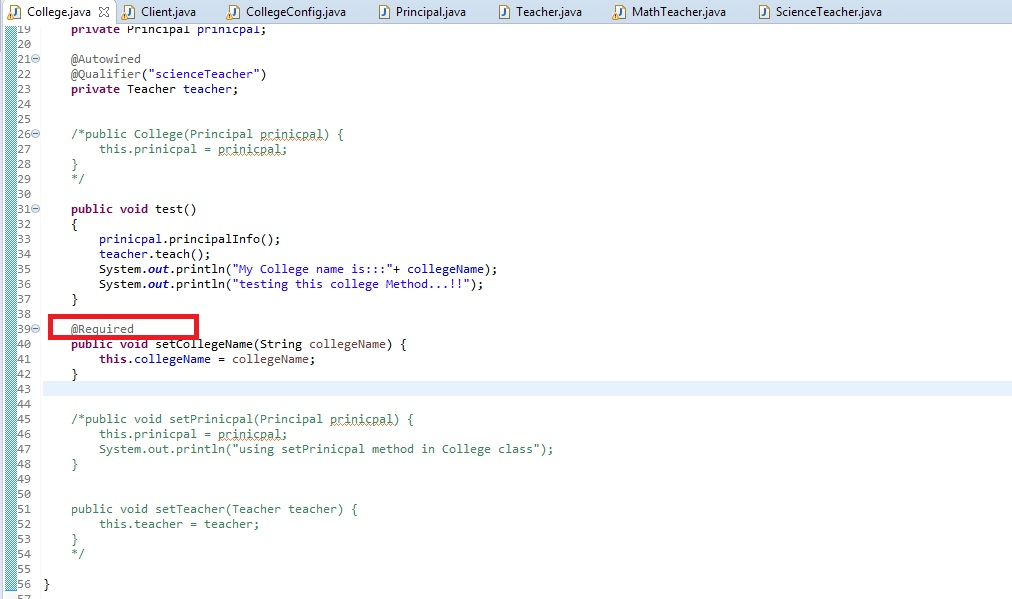 College.java Client.java CollegeConfig.java Principal.java Teacher.java MathTeacher.java ScienceTeacher.java
19 private Principal prinicpal;
20
21 @Autowired
22 @Qualifier("scienceTeacher")
23 private Teacher teacher;
24
25
26 /*public College(Principal prinicpal) {
27 this.prinicpal = prinicpal;
28 }
29 */
30
31 public void test()
32 {
33 prinicpal.principalInfo();
34 teacher.teach();
35 System.out.println("My College name is:::"+ collegeName);
36 System.out.println("testing this college Method...!!");
37 }
38
39 @Required
40 public void setCollegeName(String collegeName) {
41 this.collegeName = collegeName;
42 }
43
44
45 /*public void setPrinicpal(Principal prinicpal) {
46 this.prinicpal = prinicpal;
47 System.out.println("using setPrinicpal method in College class");
48 }
49
50
51 public void setTeacher(Teacher teacher) {
52 this.teacher = teacher;
53 }
54 */
55
56 }
57